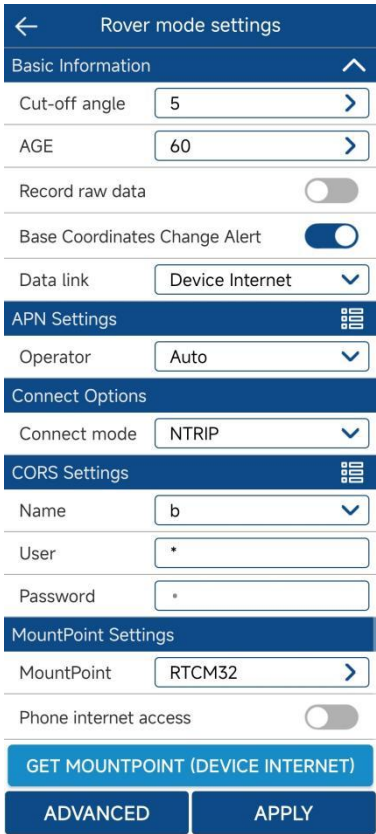 Rover mode settings
Basic Information
Cut-off angle 5
AGE 60
Record raw data
Base Coordinates Change Alert
Data link Device Internet
APN Settings
Operator Auto
Connect Options
Connect mode NTRIP
CORS Settings
Name b
User *
Password •
MountPoint Settings
MountPoint RTCM32
Phone internet access
GET MOUNTPOINT (DEVICE INTERNET)
ADVANCED APPLY